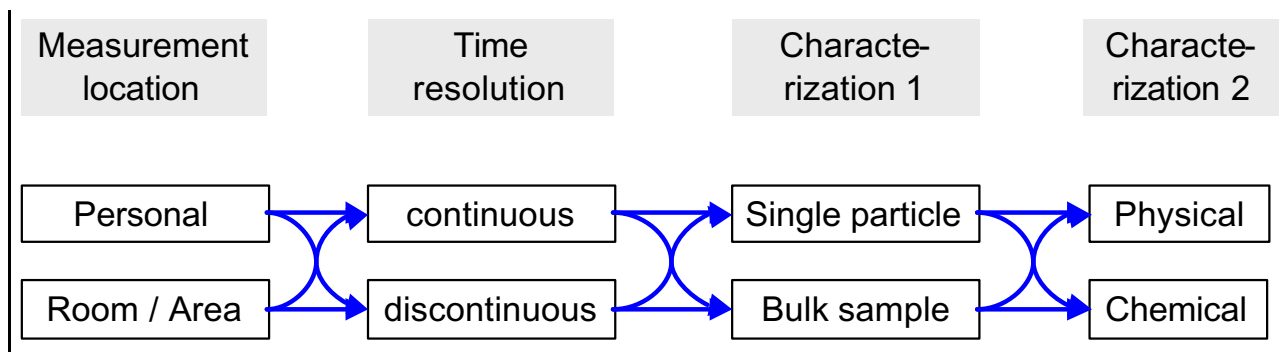 Measurement
location
Time
resolution
Characte-
rization 1
Characte-
rization 2
Personal
continuous
Single particle
Physical
Room / Area
discontinuous
Bulk sample
Chemical